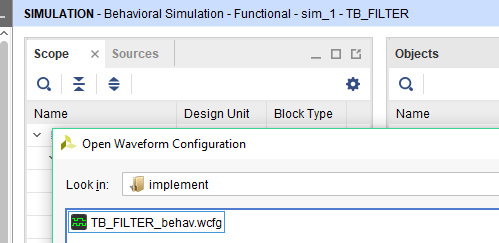 SIMULATION - Behavioral Simulation - Functional - sim_1 - TB_FILTER
Scope × Sources
Objects
Name Design Unit Block Type
Name
Open Waveform Configuration
Look in: implement
TB_FILTER_behav.wcfg